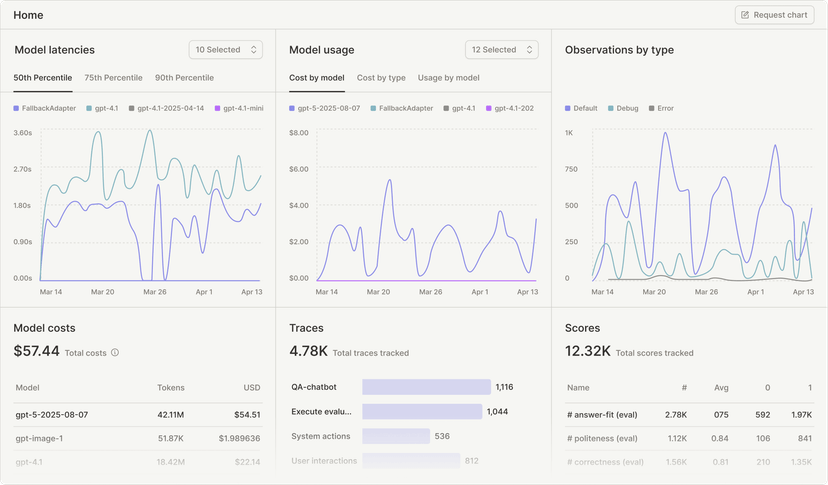 Home
Request chart
Model latencies
10 Selected
50th Percentile 75th Percentile 90th Percentile
FallbackAdapter gpt-4.1 gpt-4.1-2025-04-14 gpt-4.1-mini
3.60s
2.70s
1.80s
0.90s
0.00s
Mar 14 Mar 20 Mar 26 Apr 1 Apr 13
Model usage
12 Selected
Cost by model Cost by type Usage by model
gpt-5-2025-08-07 FallbackAdapter gpt-4.1 gpt-4.1-202
$8.00
$6.00
$4.00
$2.00
$0.00
Mar 14 Mar 20 Mar 26 Apr 1 Apr 13
Observations by type
Default Debug Error
1K
750
500
250
0
Mar 14 Mar 20 Mar 26 Apr 1 Apr 13
Model costs
$57.44 Total costs
Model Tokens USD
gpt-5-2025-08-07 42.11M $54.51
gpt-image-1 51.87K $1.989636
gpt-4.1 18.42M $22.14
Traces
4.78K Total traces tracked
QA-chatbot 1,116
Execute evalu... 1,044
System actions 536
User interactions 812
Scores
12.32K Total scores tracked
Name # Avg 0 1
# answer-fit (eval) 2.78K 075 592 1.97K
# politeness (eval) 1.12K 0.84 106 841
# correctness (eval) 1.56K 0.81 210 1.35K